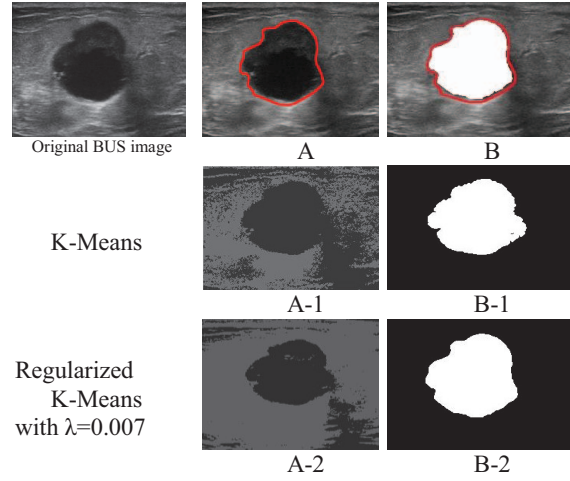 Original BUS image
A
B
K-Means
A-1
B-1
Regularized
K-Means
with λ=0.007
A-2
B-2